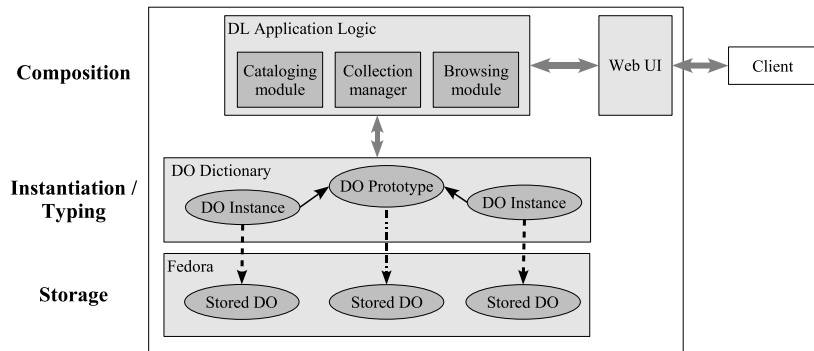 DL Application Logic
Composition
Cataloging
module
Collection
manager
Browsing
module
Web UI
Client
Instantiation /
Typing
DO Dictionary
DO Prototype
DO Instance
DO Instance
Storage
Fedora
Stored DO
Stored DO
Stored DO